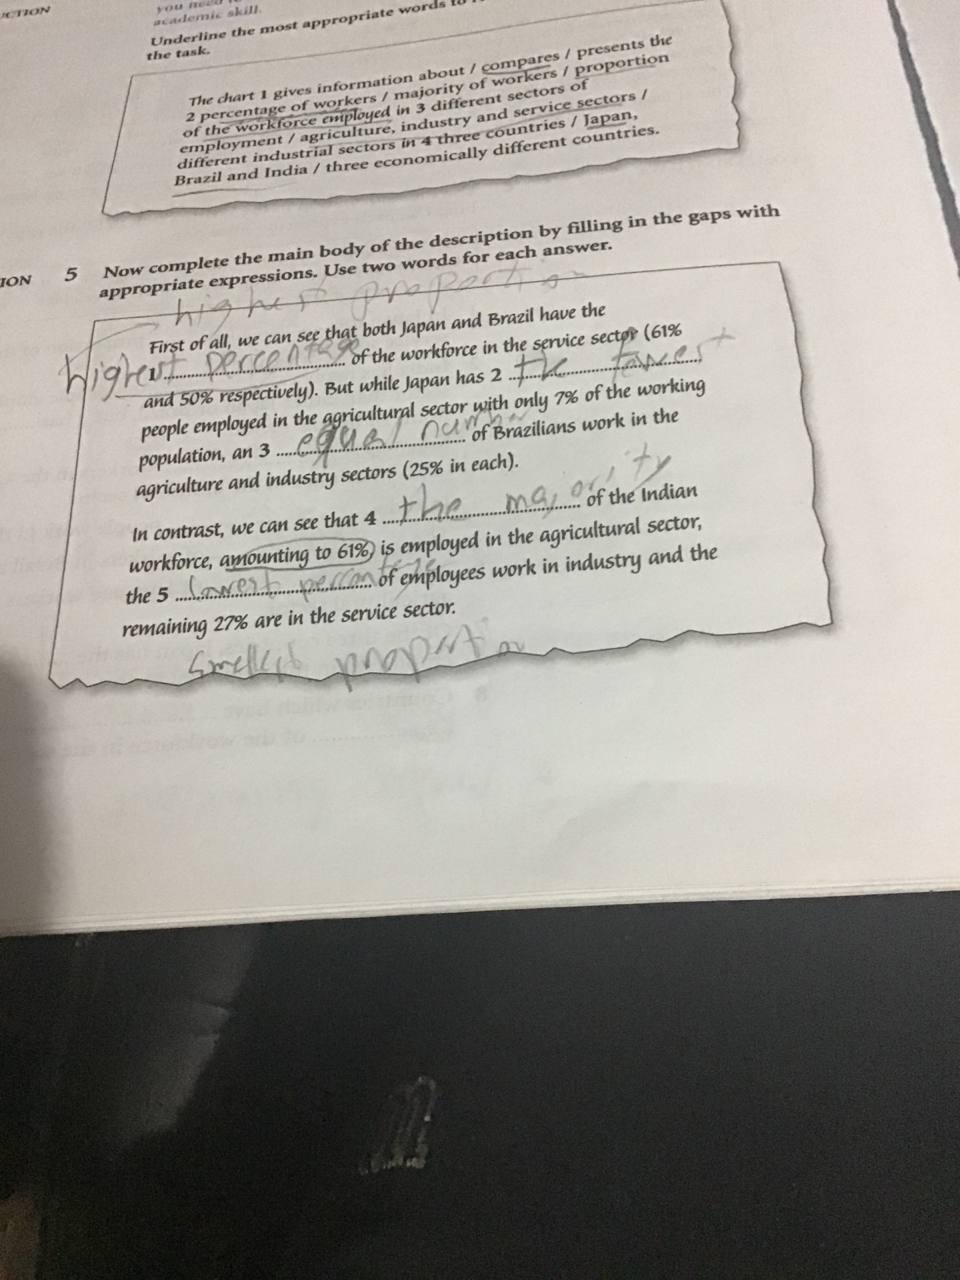 UCTION
you need
academic skill.
Underline the most appropriate words to
the task.
The chart 1 gives information about / compares / presents the
2 percentage of workers / majority of workers / proportion
of the workforce employed in 3 different sectors of
employment / agriculture, industry and service sectors /
different industrial sectors in 4 three countries / Japan,
Brazil and India / three economically different countries.
ION 5 Now complete the main body of the description by filling in the gaps with
appropriate expressions. Use two words for each answer.
highest proportion
First of all, we can see that both Japan and Brazil have the
Highest percentage
1 .............................. of the workforce in the service sector (61%
and 50% respectively). But while Japan has 2 .............................. the lowest
people employed in the agricultural sector with only 7% of the working
population, an 3 .............................. equal number of Brazilians work in the
agriculture and industry sectors (25% in each).
In contrast, we can see that 4 .............................. the majority of the Indian
workforce, amounting to 61%) is employed in the agricultural sector,
the 5 .............................. lowest percentage of employees work in industry and the
remaining 27% are in the service sector.
Smellest proportion